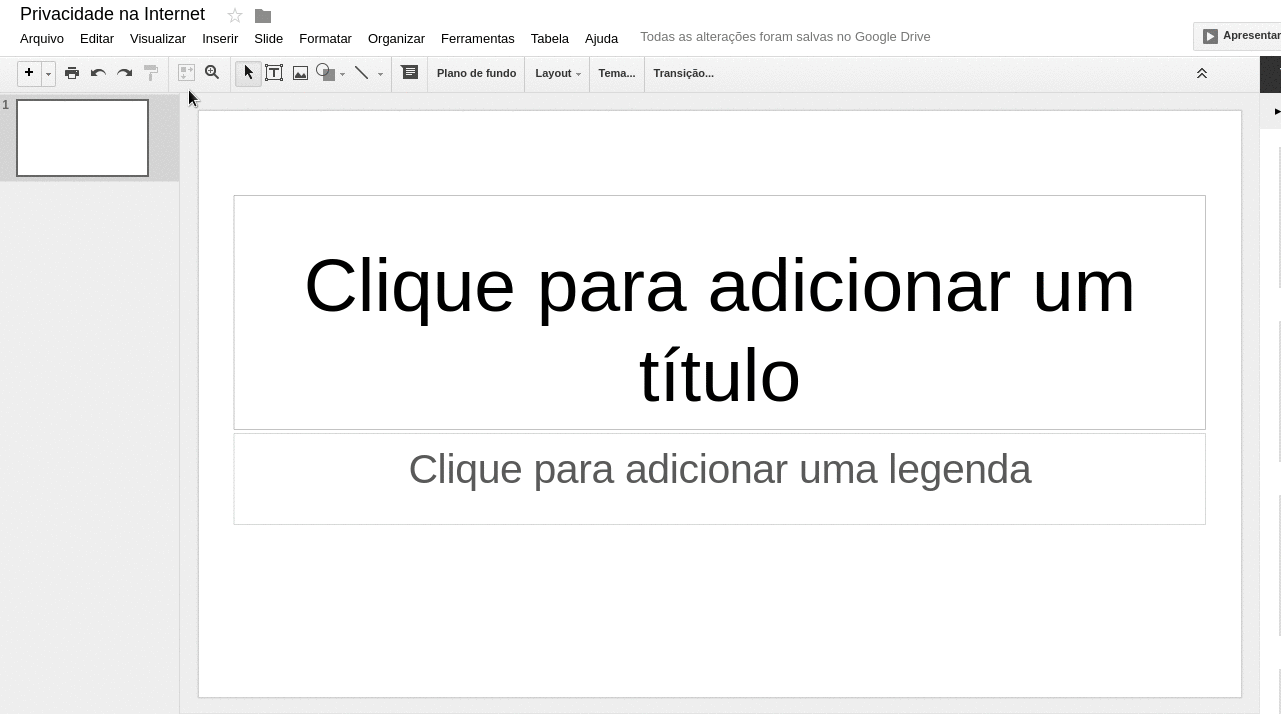 Privacidade na Internet
Arquivo Editar Visualizar Inserir Slide Formatar Organizar Ferramentas Tabela Ajuda Todas as alterações foram salvas no Google Drive
Apresentar
Plano de fundo Layout Tema... Transição...
1
Clique para adicionar um
título
Clique para adicionar uma legenda